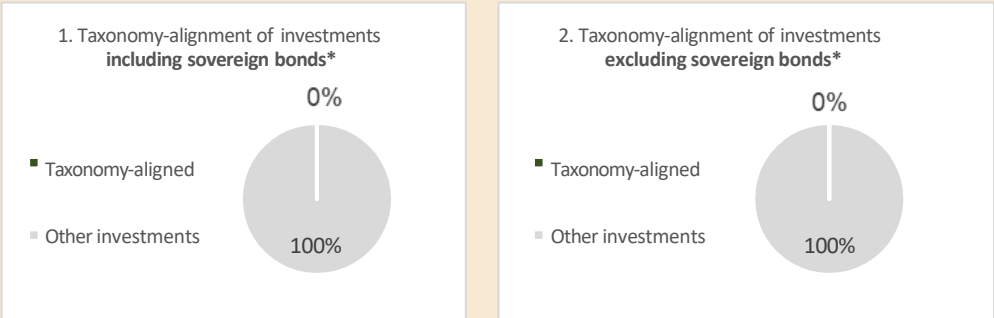 1. Taxonomy-alignment of investments
including sovereign bonds*
0%
Taxonomy-aligned
Other investments
100%
2. Taxonomy-alignment of investments
excluding sovereign bonds*
0%
Taxonomy-aligned
Other investments
100%